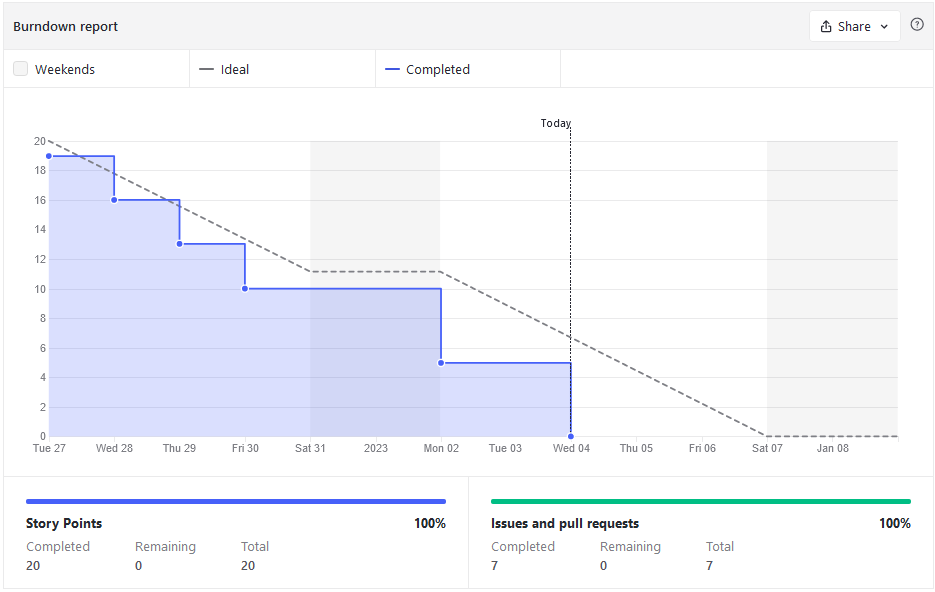 Burndown report
Share
Weekends
Ideal
Completed
Today
20
18
16
14
12
10
8
6
4
2
0
Tue 27 Wed 28 Thu 29 Fri 30 Sat 31 2023 Mon 02 Tue 03 Wed 04 Thu 05 Fri 06 Sat 07 Jan 08
Story Points 100%
Completed Remaining Total
20 0 20
Issues and pull requests 100%
Completed Remaining Total
7 0 7